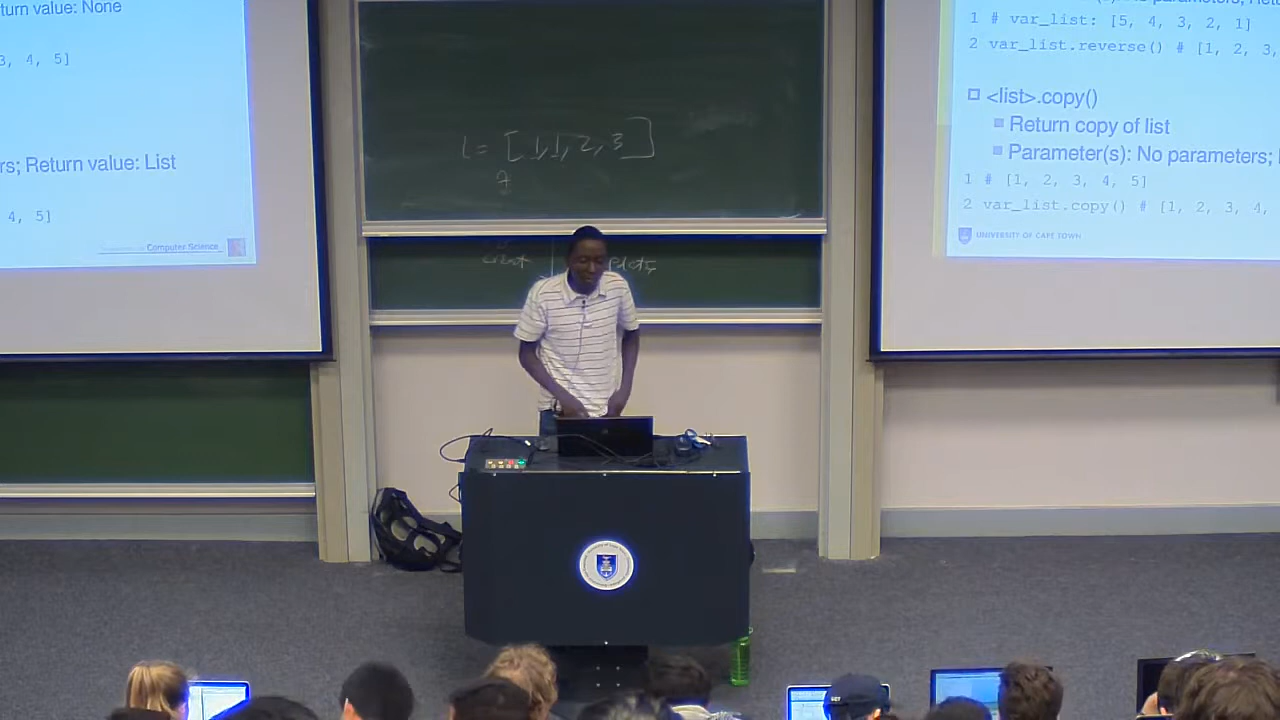 turn value: None
3, 4, 5]
rs; Return value: List
4, 5]
Computer Science
l = [1,1,2,3]
1 # var_list: [5, 4, 3, 2, 1]
2 var_list.reverse() # [1, 2, 3,
<list>.copy()
Return copy of list
Parameter(s): No parameters;
1 # [1, 2, 3, 4, 5]
2 var_list.copy() # [1, 2, 3, 4,
UNIVERSITY OF CAPE TOWN